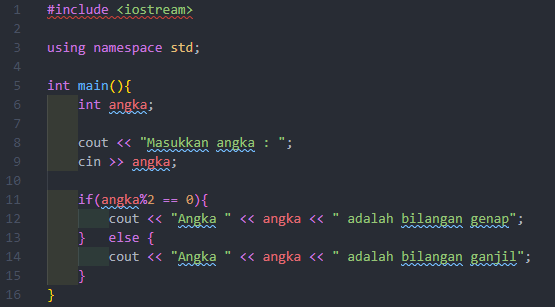 1 #include <iostream>
2
3 using namespace std;
4
5 int main(){
6 int angka;
7
8 cout << "Masukkan angka : ";
9 cin >> angka;
10
11 if(angka%2 == 0){
12 cout << "Angka " << angka << " adalah bilangan genap";
13 } else {
14 cout << "Angka " << angka << " adalah bilangan ganjil";
15 }
16 }